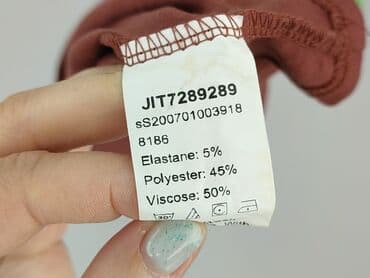 JIT7289289
sS200701003918
8186
Elastane: 5%
Polyester: 45%
Viscose: 50%